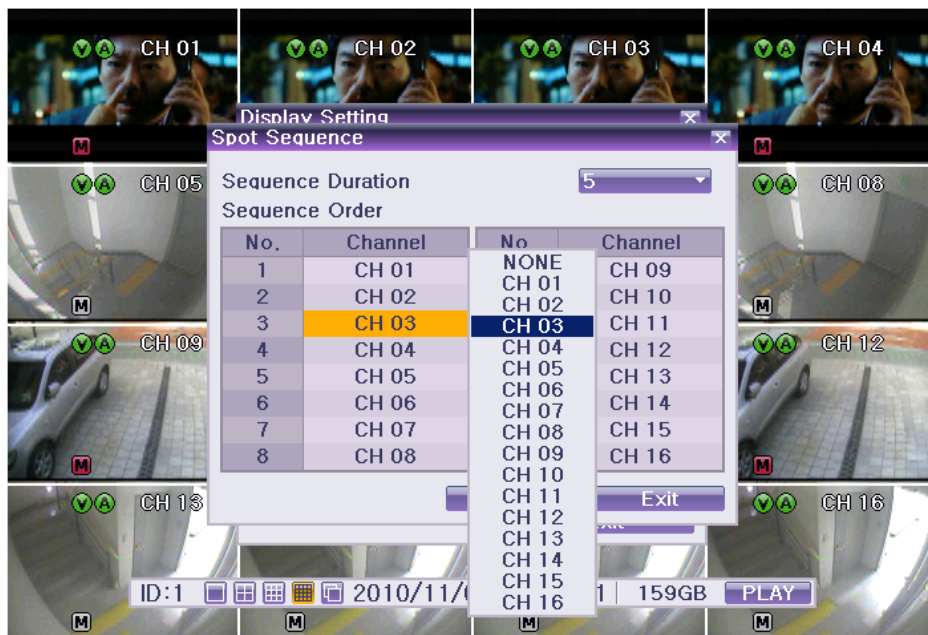 V A CH 01
V A CH 02
V A CH 03
V A CH 04
M
M
Display Setting
Spot Sequence
V A CH 05
V A CH 08
Sequence Duration 5
Sequence Order
No. Channel No Channel
1 CH 01 CH 09
2 CH 02 CH 10
3 CH 03 CH 11
4 CH 04 CH 12
5 CH 05 CH 13
6 CH 06 CH 14
7 CH 07 CH 15
8 CH 08 CH 16
NONE
CH 01
CH 02
CH 03
CH 04
CH 05
CH 06
CH 07
CH 08
CH 09
CH 10
CH 11
CH 12
CH 13
CH 14
CH 15
CH 16
Exit
M
M
V A CH 09
V A CH 12
M
M
V A CH 13
V A CH 16
ID:1 2010/11/ 1 159GB PLAY
M
M
M
M